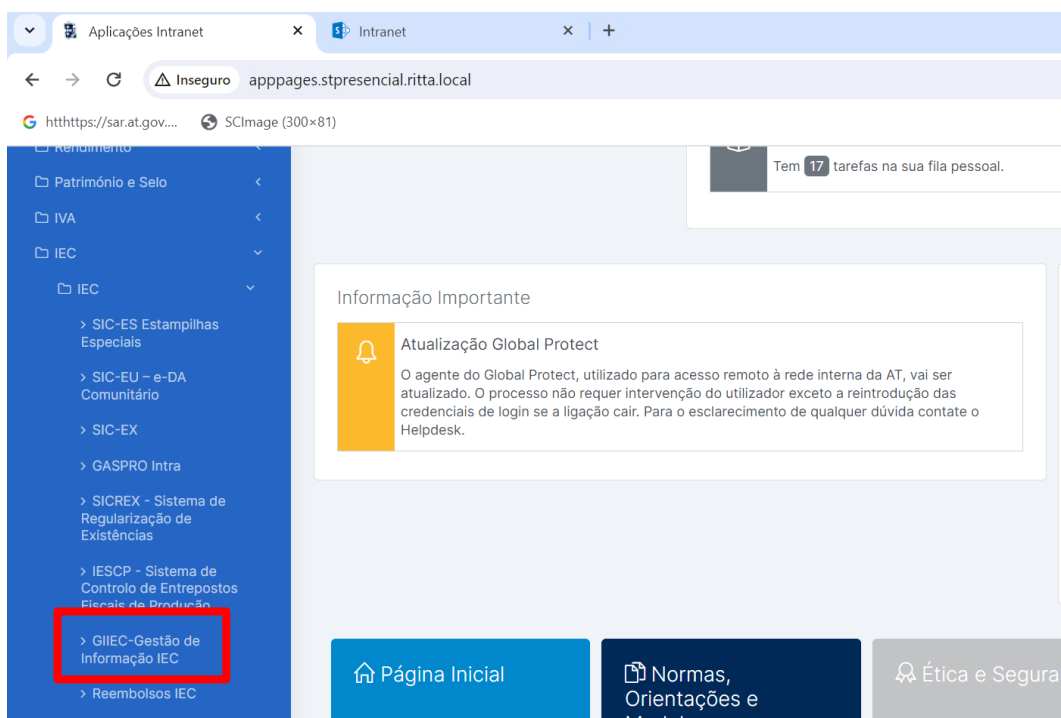 Aplicações Intranet
Intranet
Inseguro apppages.stpresencial.ritta.local
htthttps://sar.at.gov.... SCImage (300×81)
Rendimento
Património e Selo
IVA
IEC
IEC
> SIC-ES Estampilhas
Especiais
> SIC-EU – e-DA
Comunitário
> SIC-EX
> GASPRO Intra
> SICREX - Sistema de
Regularização de
Existências
> IESCP - Sistema de
Controlo de Entrepostos
Fiscais de Produção
> GIIEC-Gestão de
Informação IEC
> Reembolsos IEC
Tem 17 tarefas na sua fila pessoal.
Informação Importante
Atualização Global Protect
O agente do Global Protect, utilizado para acesso remoto à rede interna da AT, vai ser
atualizado. O processo não requer intervenção do utilizador exceto a reintrodução das
credenciais de login se a ligação cair. Para o esclarecimento de qualquer dúvida contate o
Helpdesk.
Página Inicial
Normas,
Orientações e
Ética e Segura